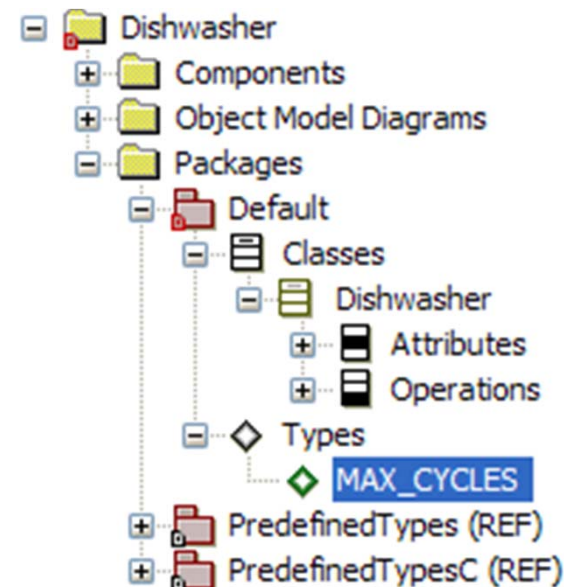 Dishwasher
Components
Object Model Diagrams
Packages
Default
Classes
Dishwasher
Attributes
Operations
Types
MAX_CYCLES
PredefinedTypes (REF)
PredefinedTypesC (REF)